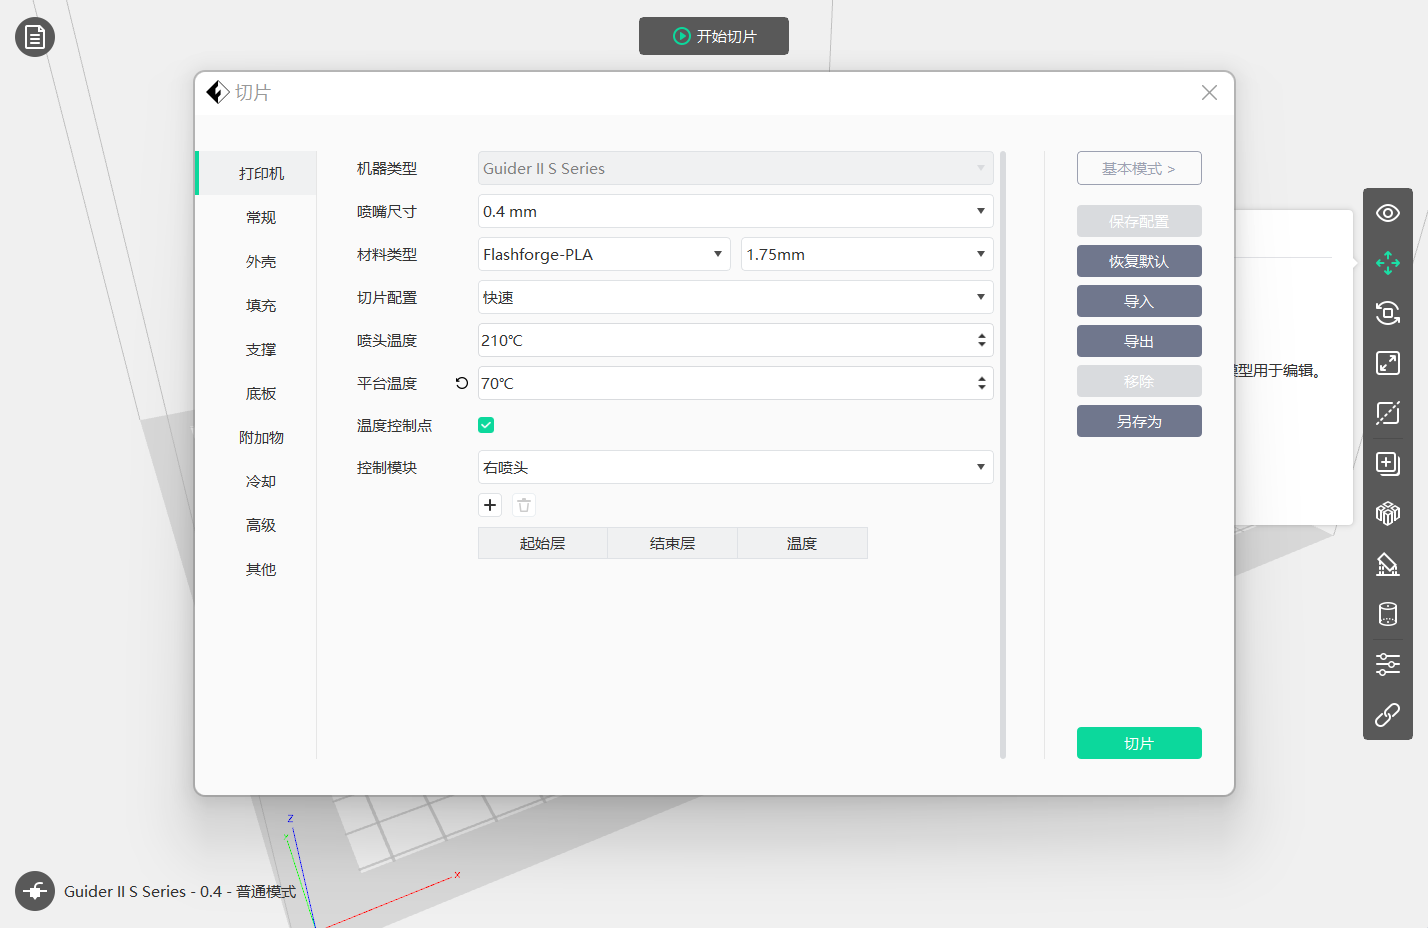 开始切片
切片
打印机
常规
外壳
填充
支撑
底板
附加物
冷却
高级
其他
机器类型 Guider II S Series
喷嘴尺寸 0.4 mm
材料类型 Flashforge-PLA 1.75mm
切片配置 快速
喷头温度 210℃
平台温度 70℃
温度控制点
控制模块 右喷头
起始层 结束层 温度
基本模式 >
保存配置
恢复默认
导入
导出
移除
另存为
切片
型用于编辑。
Z
Y
X
Guider II S Series - 0.4 - 普通模式